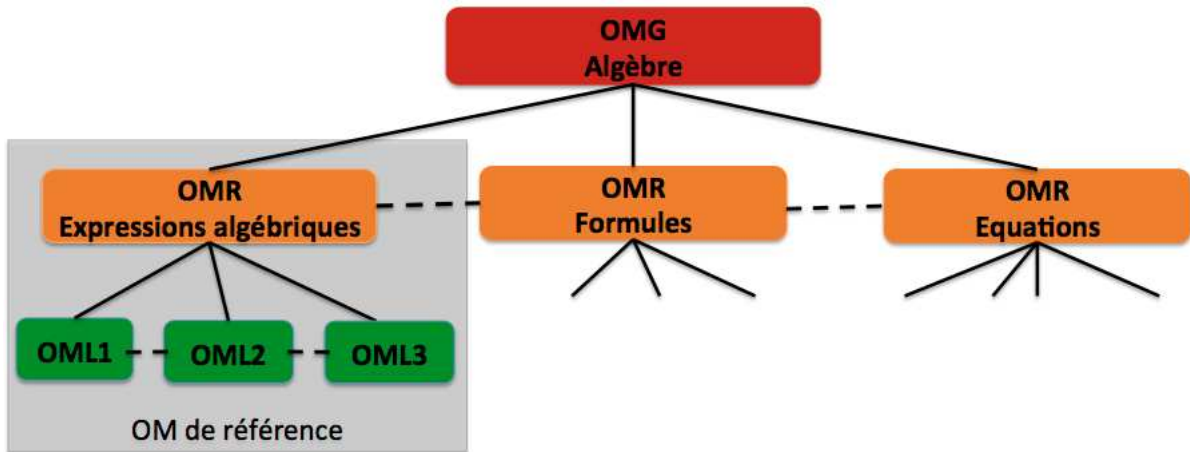 OMG
Algèbre
OMR
Expressions algébriques
OMR
Formules
OMR
Equations
OML1
OML2
OML3
OM de référence